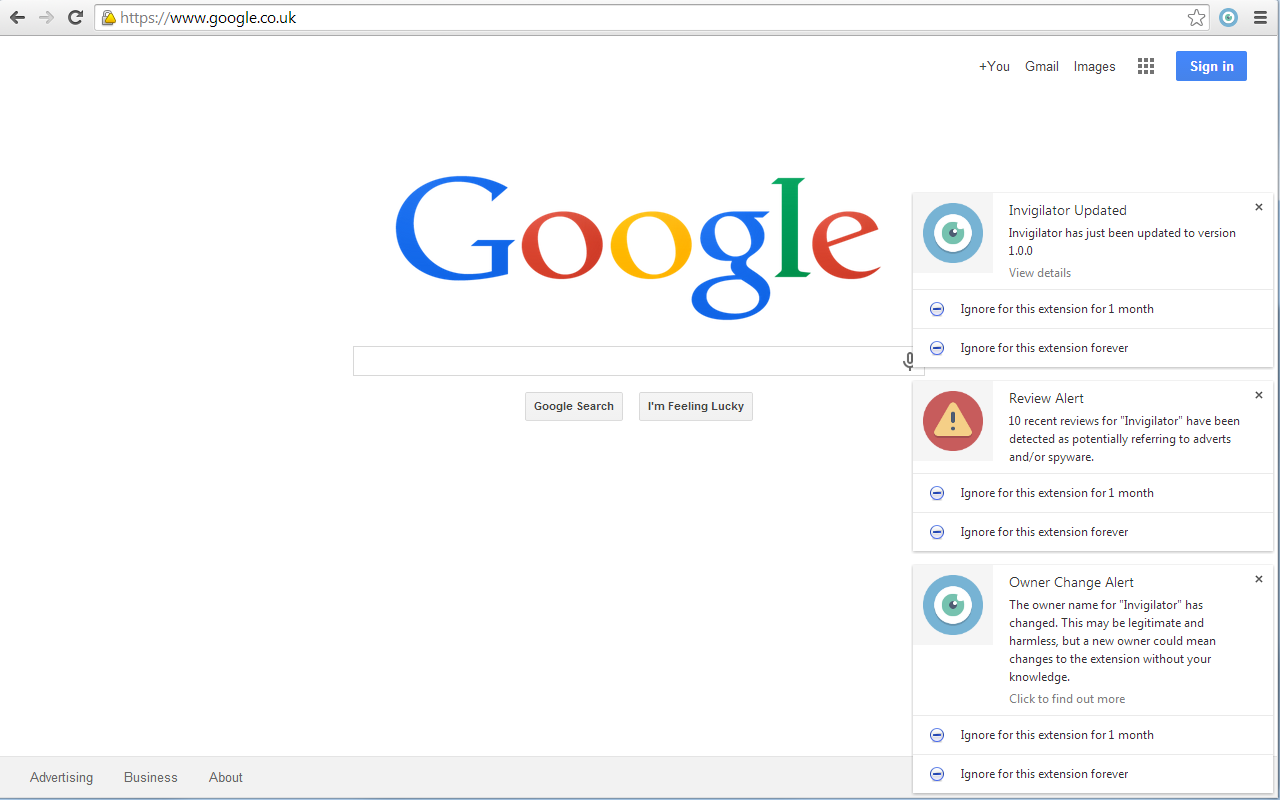 https://www.google.co.uk
+You Gmail Images Sign in
Google
Google Search I'm Feeling Lucky
Invigilator Updated
Invigilator has just been updated to version
1.0.0
View details
Ignore for this extension for 1 month
Ignore for this extension forever
Review Alert
10 recent reviews for "Invigilator" have been
detected as potentially referring to adverts
and/or spyware.
Ignore for this extension for 1 month
Ignore for this extension forever
Owner Change Alert
The owner name for "Invigilator" has
changed. This may be legitimate and
harmless, but a new owner could mean
changes to the extension without your
knowledge.
Click to find out more
Ignore for this extension for 1 month
Ignore for this extension forever
Advertising Business About